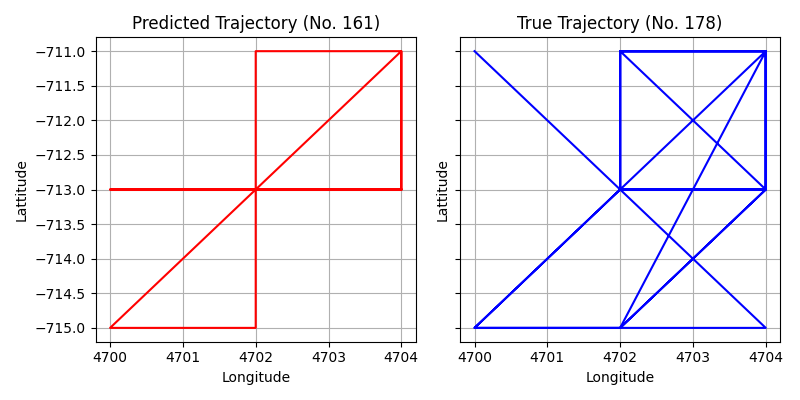 Predicted Trajectory (No. 161)
True Trajectory (No. 178)
Lattitude
−711.0
−711.5
−712.0
−712.5
−713.0
−713.5
−714.0
−714.5
−715.0
4700 4701 4702 4703 4704
Longitude
Lattitude
4700 4701 4702 4703 4704
Longitude